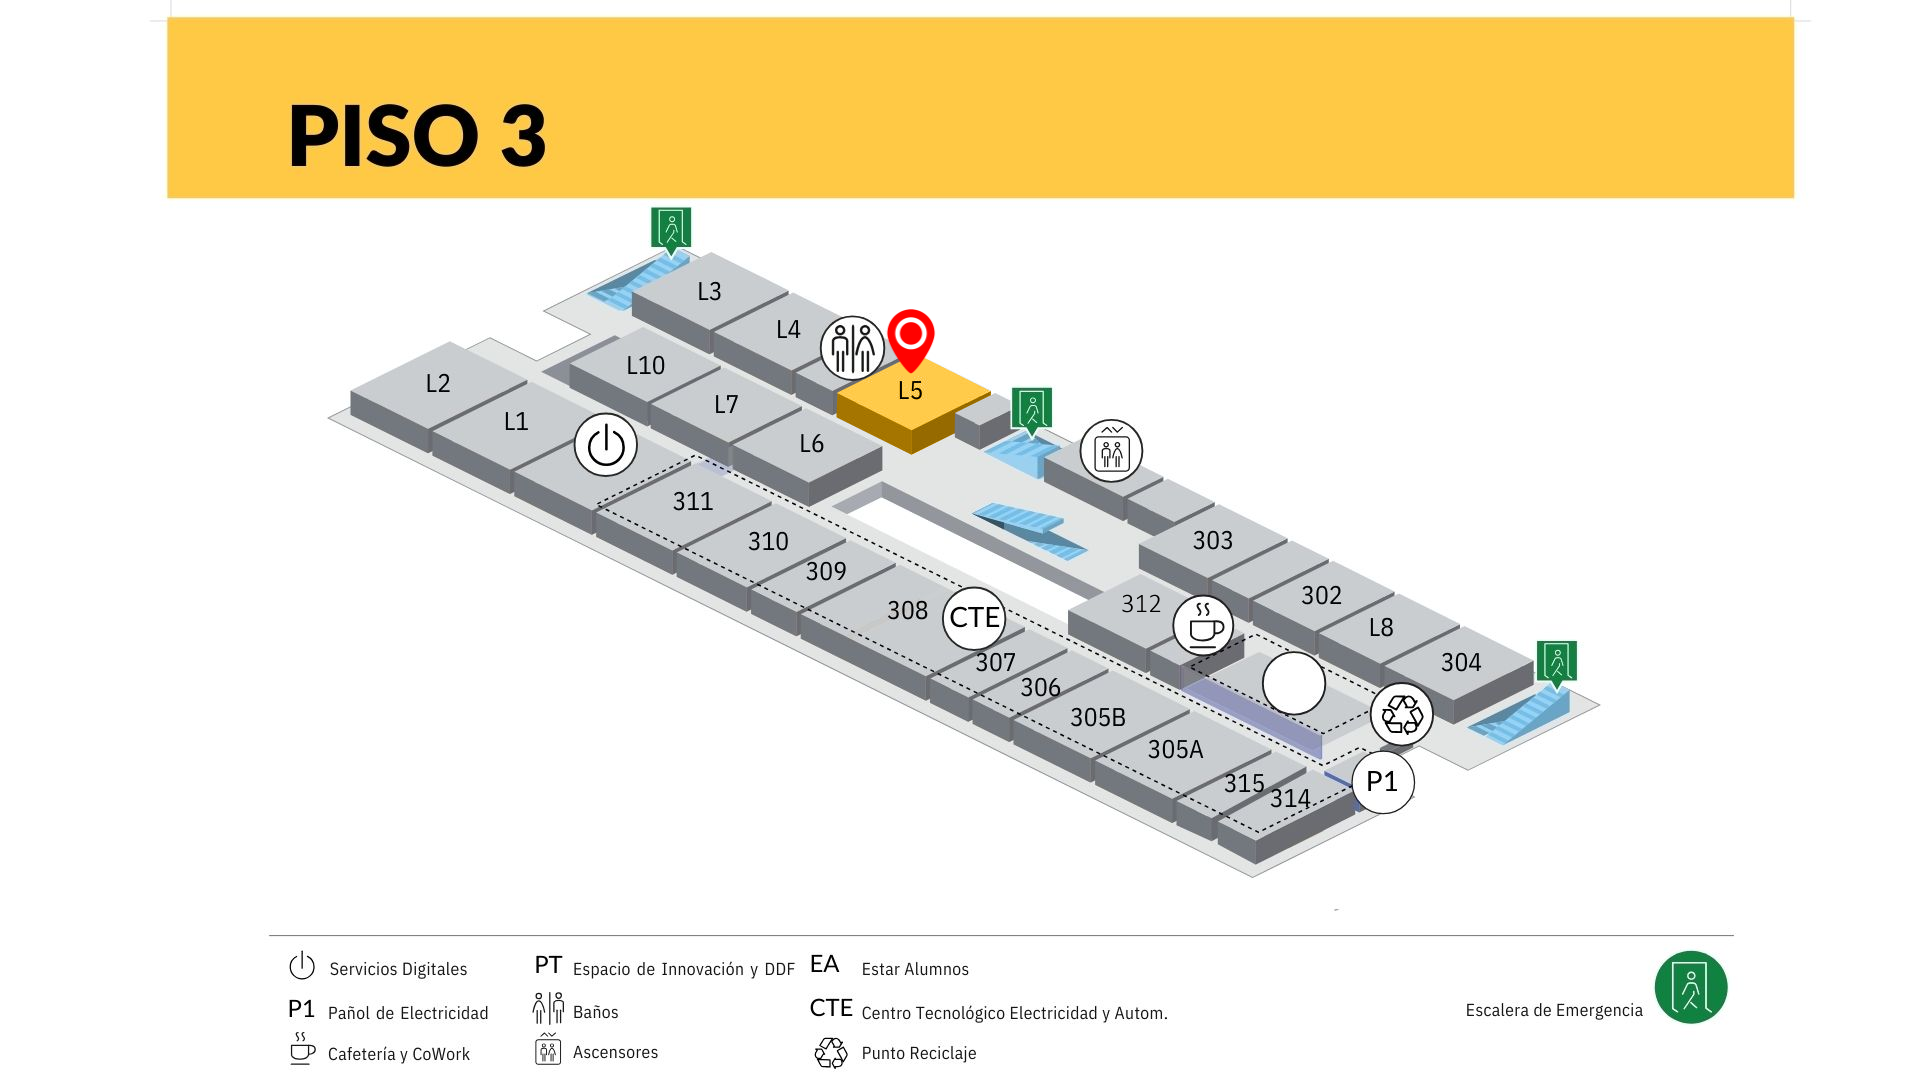 PISO 3
L3
L4
L10
L2
L7
L5
L1
L6
311
310
303
309
302
312
308
CTE
L8
307
304
306
305B
305A
P1
315
314
Servicios Digitales
PT Espacio de Innovación y DDF
EA Estar Alumnos
P1 Pañol de Electricidad
Baños
CTE Centro Tecnológico Electricidad y Autom.
Escalera de Emergencia
Cafetería y CoWork
Ascensores
Punto Reciclaje